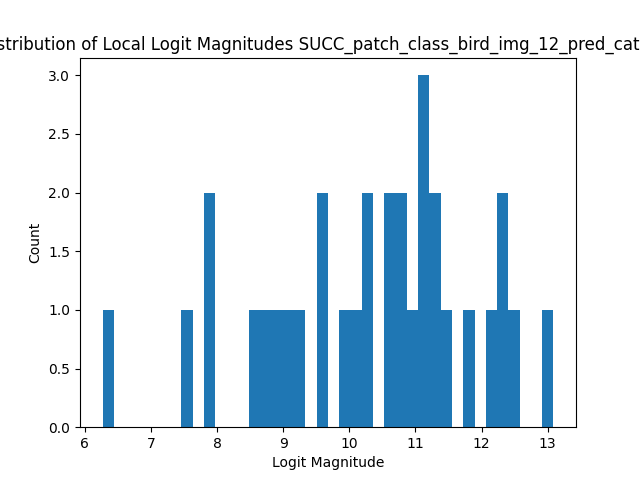 stribution of Local Logit Magnitudes SUCC_patch_class_bird_img_12_pred_cat
3.0
2.5
2.0
1.5
1.0
0.5
0.0
Count
6 7 8 9 10 11 12 13
Logit Magnitude